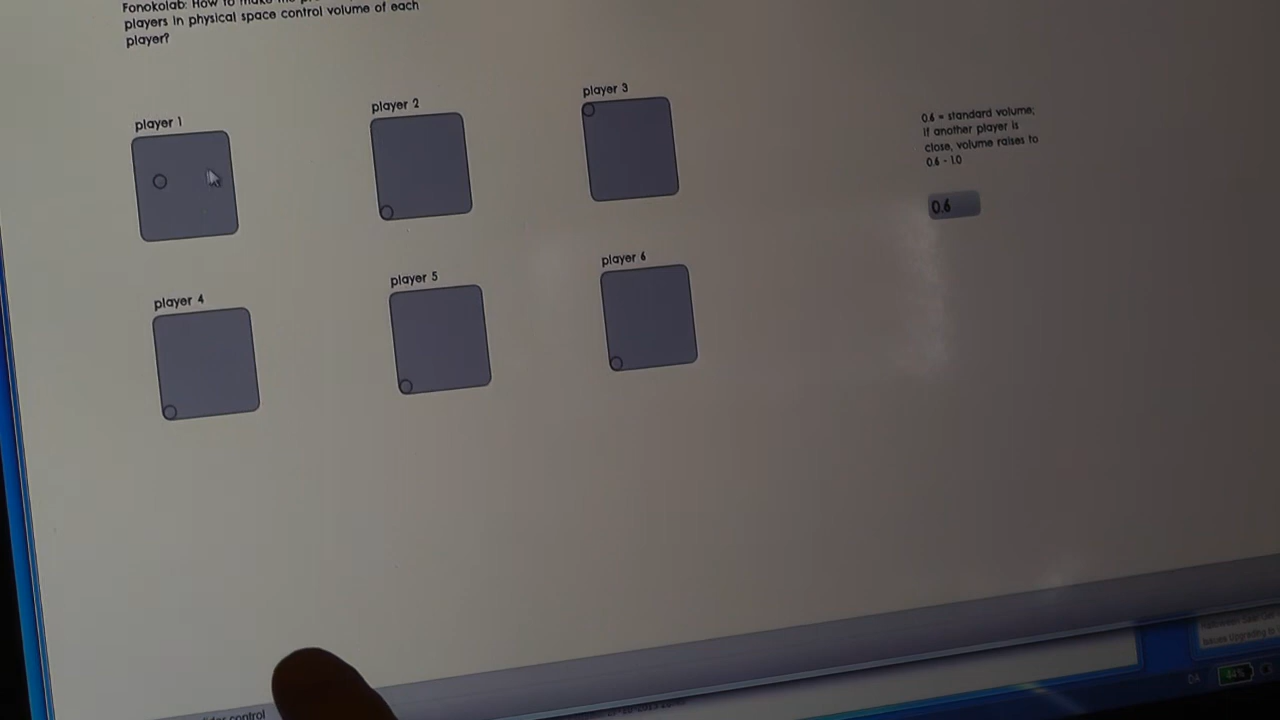 Fonokolab: How to make the
players in physical space control volume of each
player?
player 1
player 2
player 3
0.6 = standard volume;
if another player is
close, volume raises to
0.6 - 1.0
0.6
player 4
player 5
player 6
control
DA
44%